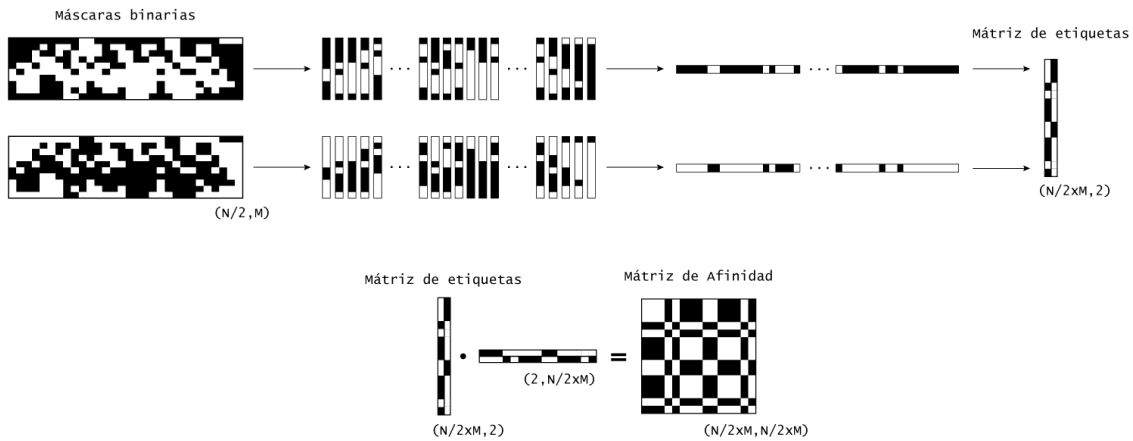 Máscaras binarias
Mátriz de etiquetas
...
...
...
...
...
...
(N/2,M)
(N/2xM,2)
Mátriz de etiquetas
Mátriz de Afinidad
• =
(2,N/2xM)
(N/2xM,2)
(N/2xM,N/2xM)